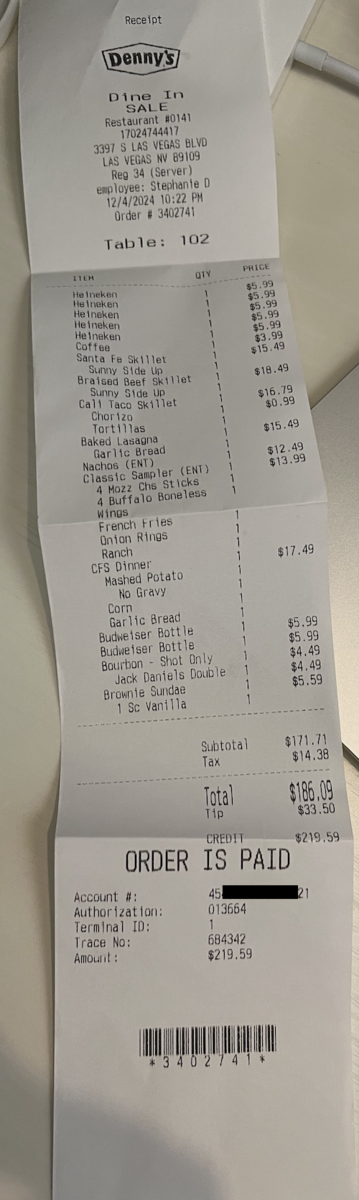 Receipt
Denny's
Dine In
SALE
Restaurant #0141
17024744417
3397 S LAS VEGAS BLVD
LAS VEGAS NV 89109
Reg 34 (Server)
employee: Stephanie D
12/4/2024 10:22 PM
Order # 3402741
Table: 102
ITEM QTY PRICE
Heineken 1 $5.99
Heineken 1 $5.99
Heineken 1 $5.99
Heineken 1 $5.99
Heineken 1 $5.99
Coffee 1 $3.99
Santa Fe Skillet 1 $15.49
Sunny Side Up 1
Braised Beef Skillet 1 $18.49
Sunny Side Up 1
Cali Taco Skillet 1 $16.79
Chorizo 1 $0.99
Tortillas 1
Baked Lasagna 1 $15.49
Garlic Bread 1
Nachos (ENT) 1 $12.49
Classic Sampler (ENT) 1 $13.99
4 Mozz Chs Sticks 1
4 Buffalo Boneless 1
Wings
French Fries 1
Onion Rings 1
Ranch 1
CFS Dinner 1 $17.49
Mashed Potato 1
No Gravy 1
Corn 1
Garlic Bread 1
Budweiser Bottle 1 $5.99
Budweiser Bottle 1 $5.99
Bourbon - Shot Only 1 $4.49
Jack Daniels Double 1 $4.49
Brownie Sundae 1 $5.59
1 Sc Vanilla 1
Subtotal $171.71
Tax $14.38
Total $186.09
Tip $33.50
CREDIT $219.59
ORDER IS PAID
Account #: 45 21
Authorization: 013664
Terminal ID: 1
Trace No: 684342
Amount: $219.59
*3402741*